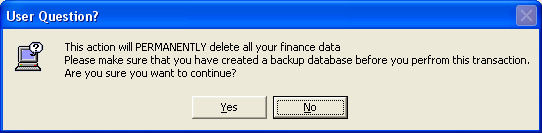 User Question?
This action will PERMANENTLY delete all your finance data
Please make sure that you have created a backup database before you perfrom this transaction.
Are you sure you want to continue?
Yes No